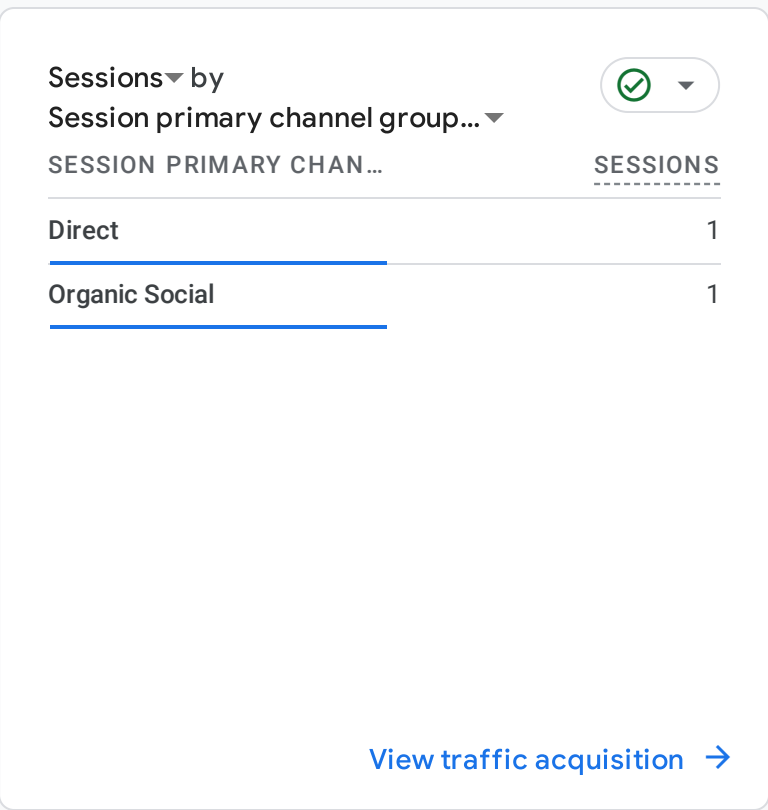 Sessions by
Session primary channel group…
SESSION PRIMARY CHAN…
SESSIONS
Direct
1
Organic Social
1
View traffic acquisition